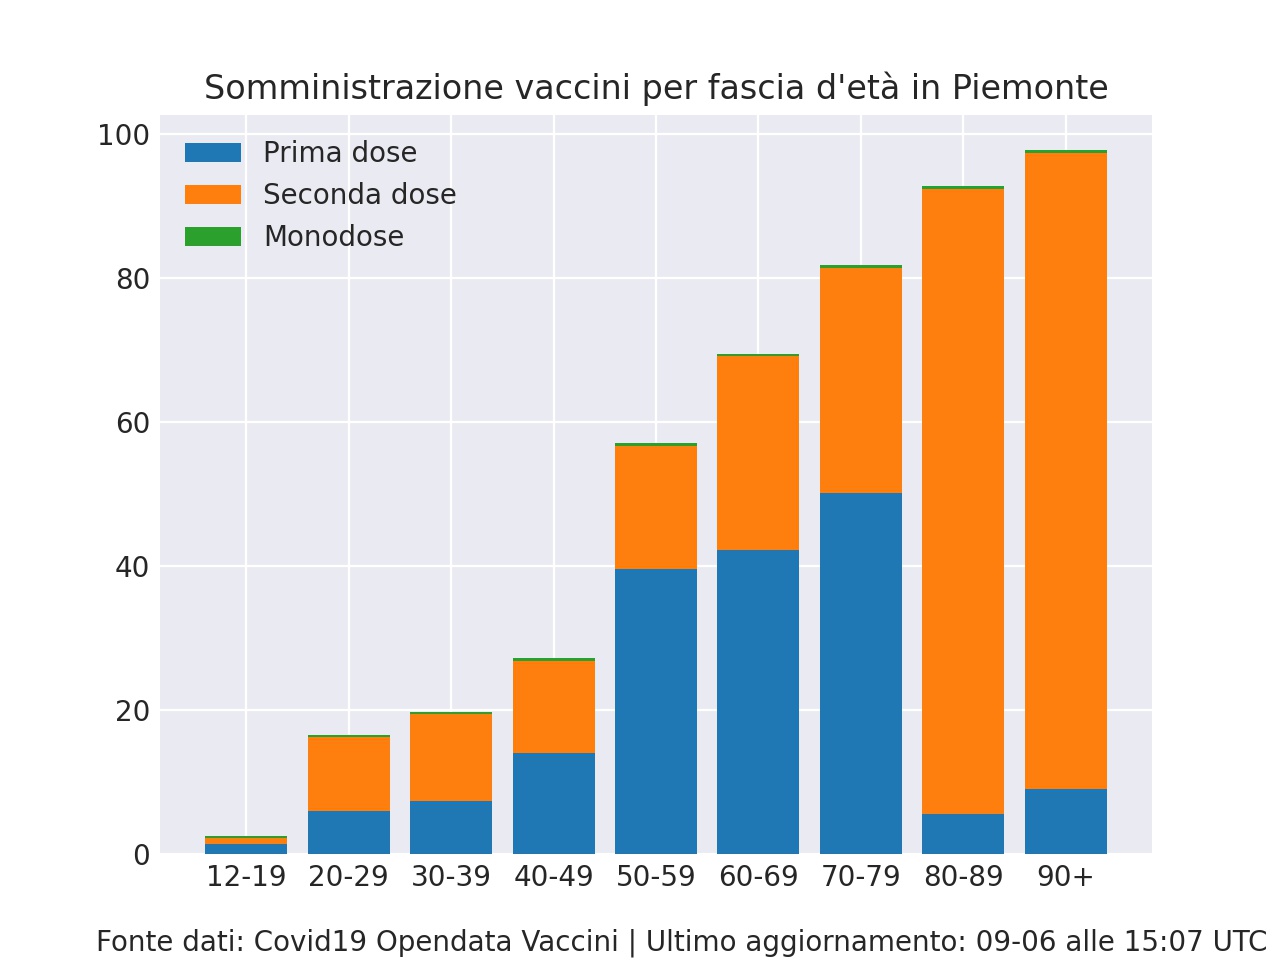 Somministrazione vaccini per fascia d'età in Piemonte
Prima dose
Seconda dose
Monodose
100
80
60
40
20
0
12-19 20-29 30-39 40-49 50-59 60-69 70-79 80-89 90+
Fonte dati: Covid19 Opendata Vaccini | Ultimo aggiornamento: 09-06 alle 15:07 UTC